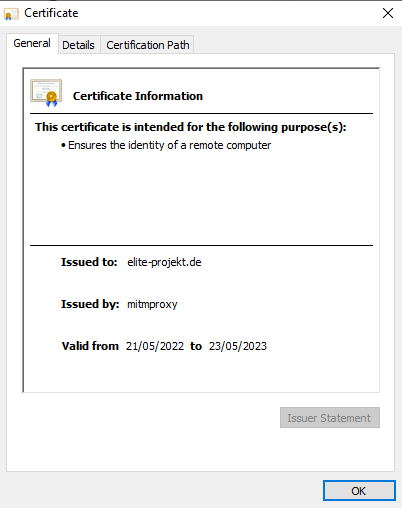 Certificate
General Details Certification Path
Certificate Information
This certificate is intended for the following purpose(s):
• Ensures the identity of a remote computer
Issued to: elite-projekt.de
Issued by: mitmproxy
Valid from 21/05/2022 to 23/05/2023
Issuer Statement
OK